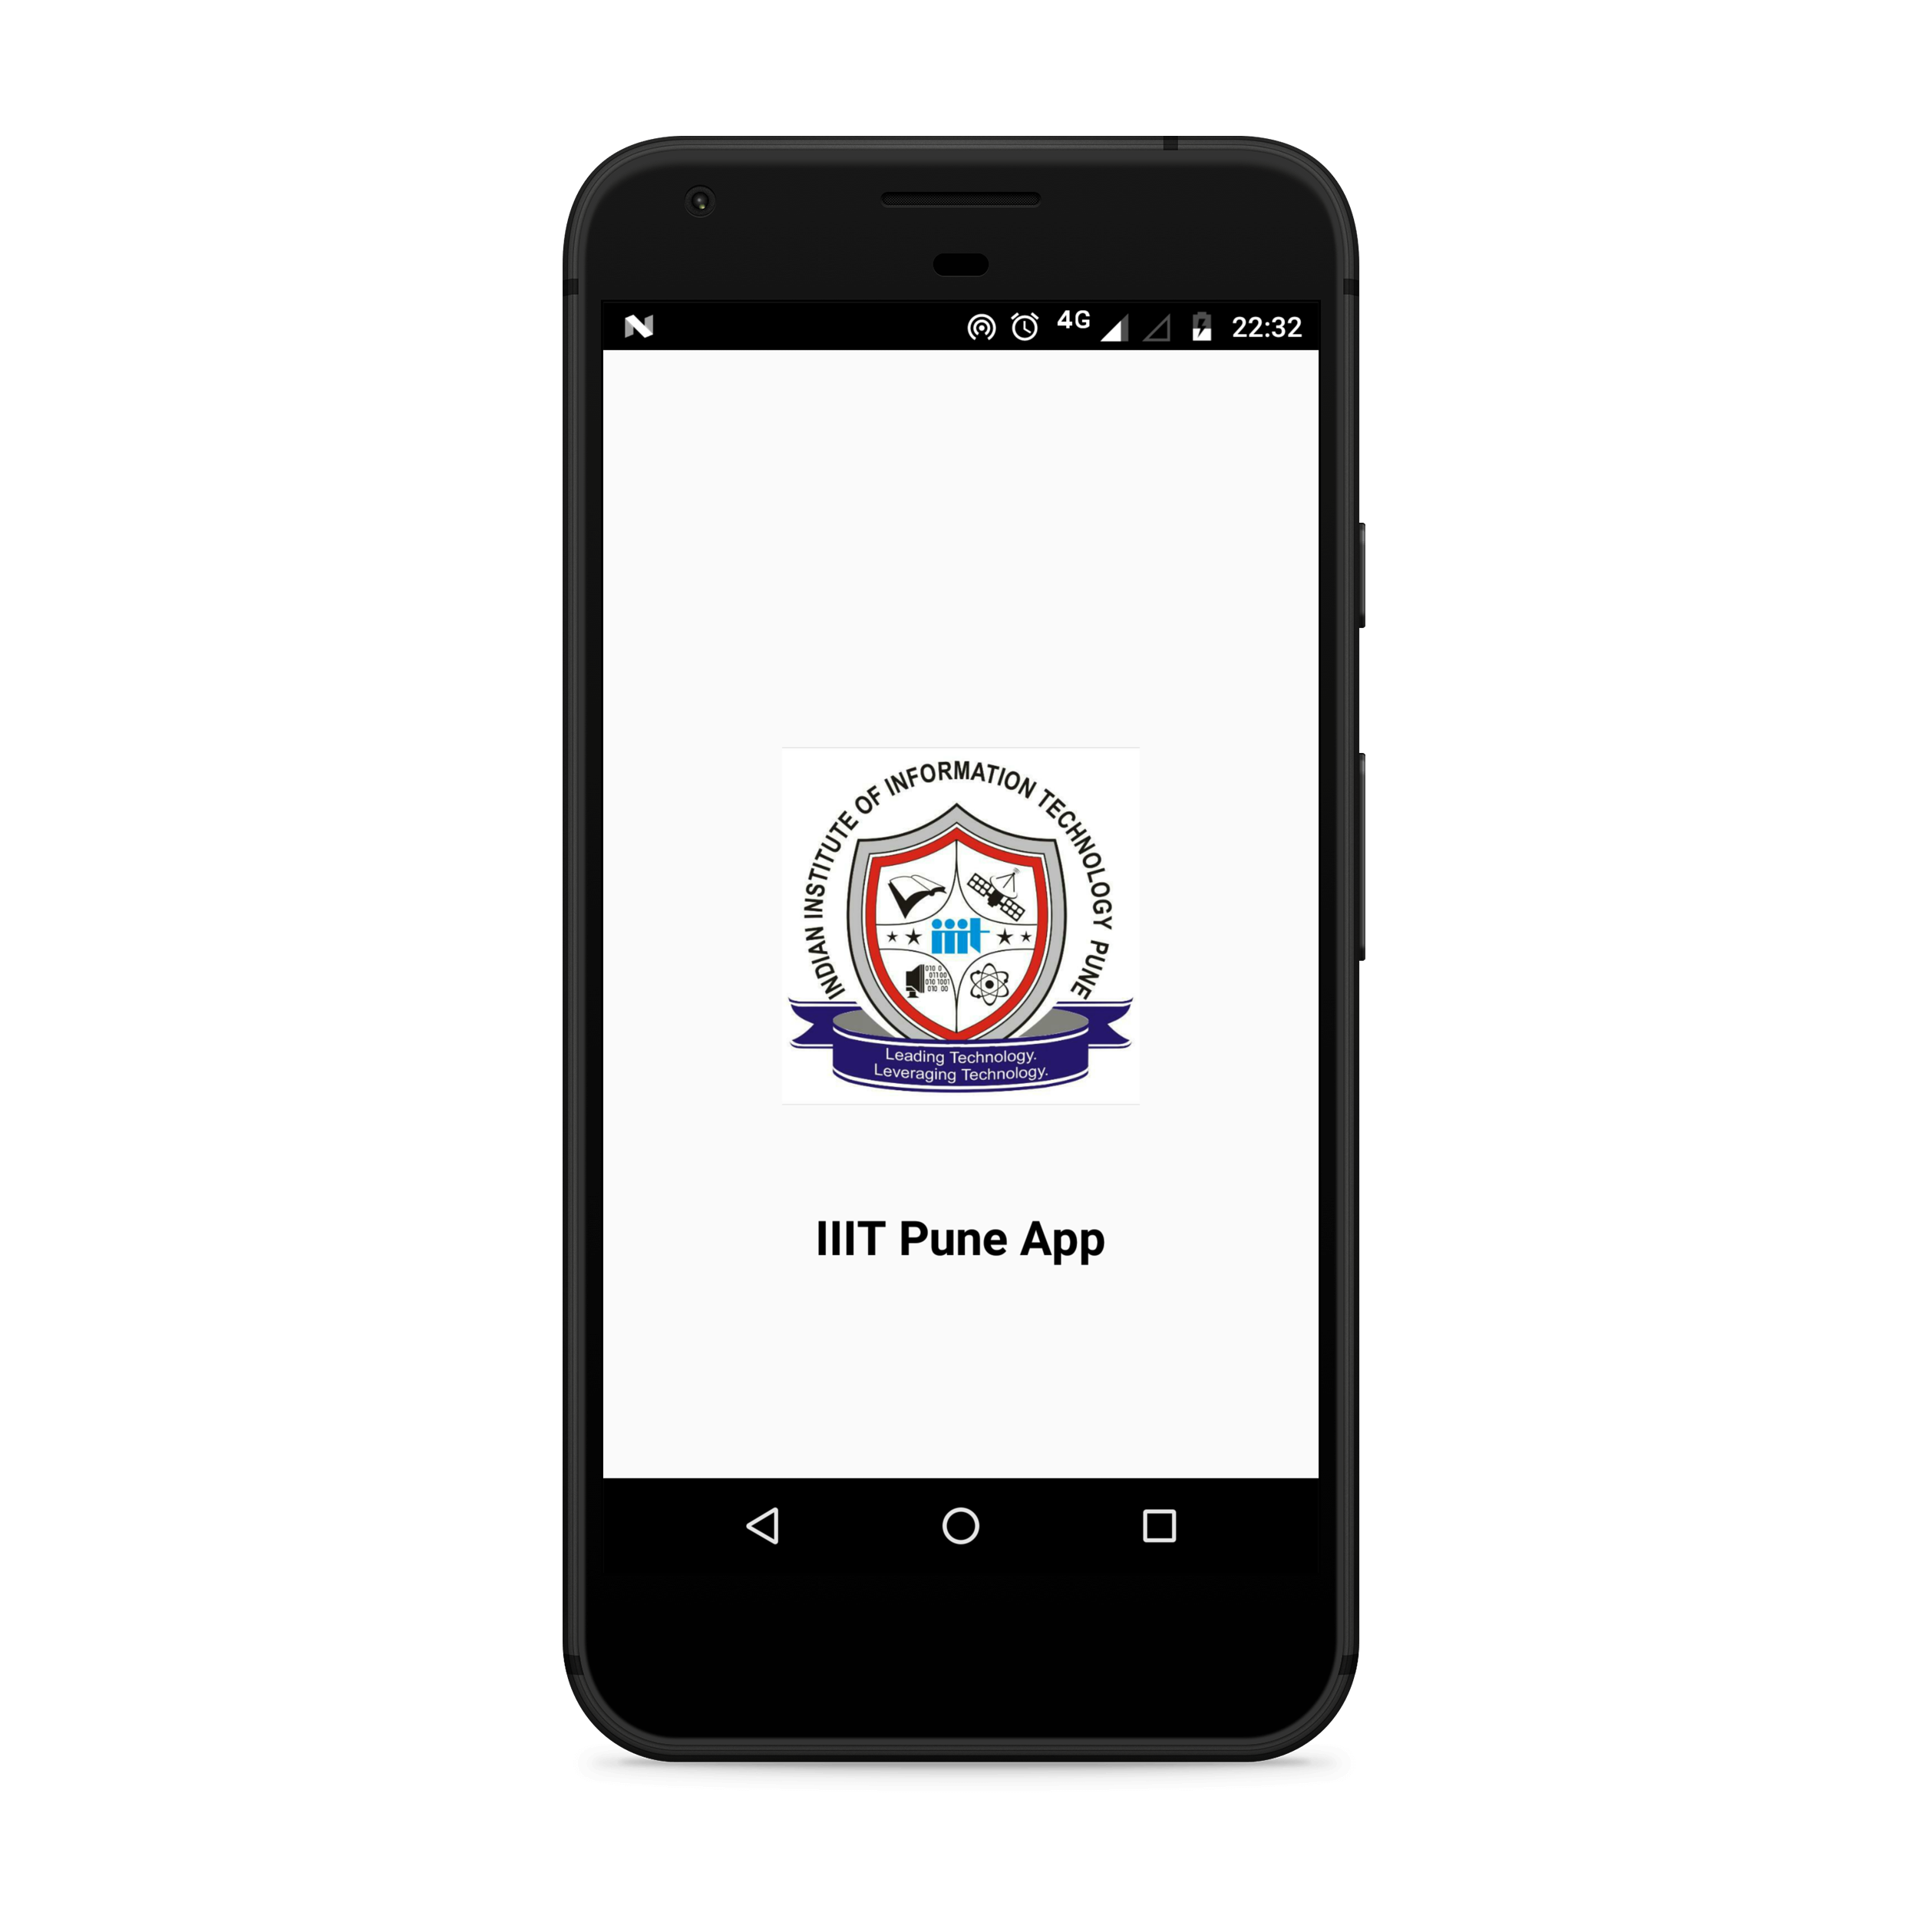 4G 22:32
INDIAN INSTITUTE OF INFORMATION TECHNOLOGY PUNE
iiit
010 0
01100
010 1001
010 00
Leading Technology.
Leveraging Technology.
IIIT Pune App